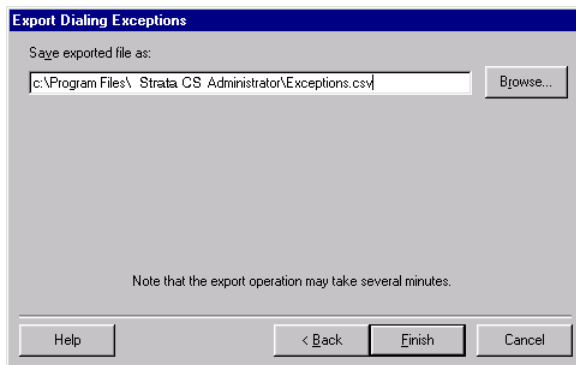 Export Dialing Exceptions
Save exported file as:
c:\Program Files\ Strata CS Administrator\Exceptions.csv
Browse...
Note that the export operation may take several minutes.
Help
< Back
Finish
Cancel